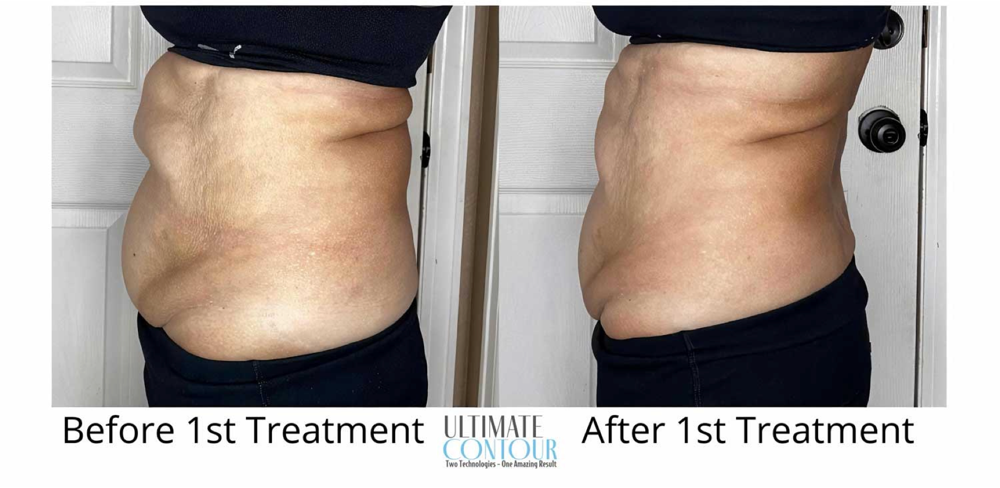 Before 1st Treatment
ULTIMATE
CONTOUR
Two Technologies - One Amazing Result
After 1st Treatment